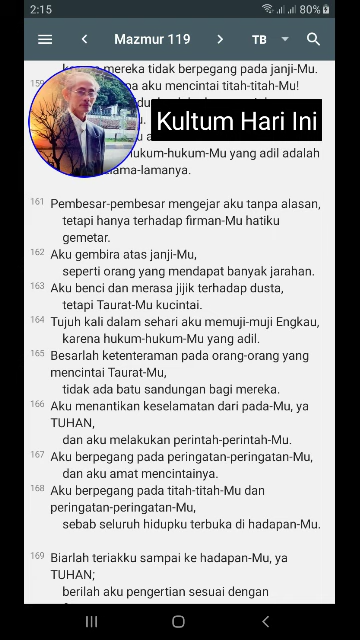 2:15
80%
Mazmur 119
TB
mereka tidak berpegang pada janji-Mu.
159
aku mencintai titah-titah-Mu!
Kultum Hari Ini
hukum-hukum-Mu yang adil adalah
161 Pembesar-pembesar mengejar aku tanpa alasan,
tetapi hanya terhadap firman-Mu hatiku
gemetar.
162 Aku gembira atas janji-Mu,
seperti orang yang mendapat banyak jarahan.
163 Aku benci dan merasa jijik terhadap dusta,
tetapi Taurat-Mu kucintai.
164 Tujuh kali dalam sehari aku memuji-muji Engkau,
karena hukum-hukum-Mu yang adil.
165 Besarlah ketenteraman pada orang-orang yang
mencintai Taurat-Mu,
tidak ada batu sandungan bagi mereka.
166 Aku menantikan keselamatan dari pada-Mu, ya
TUHAN,
dan aku melakukan perintah-perintah-Mu.
167 Aku berpegang pada peringatan-peringatan-Mu,
dan aku amat mencintainya.
168 Aku berpegang pada titah-titah-Mu dan
peringatan-peringatan-Mu,
sebab seluruh hidupku terbuka di hadapan-Mu.
169 Biarlah teriakku sampai ke hadapan-Mu, ya
TUHAN;
berilah aku pengertian sesuai dengan